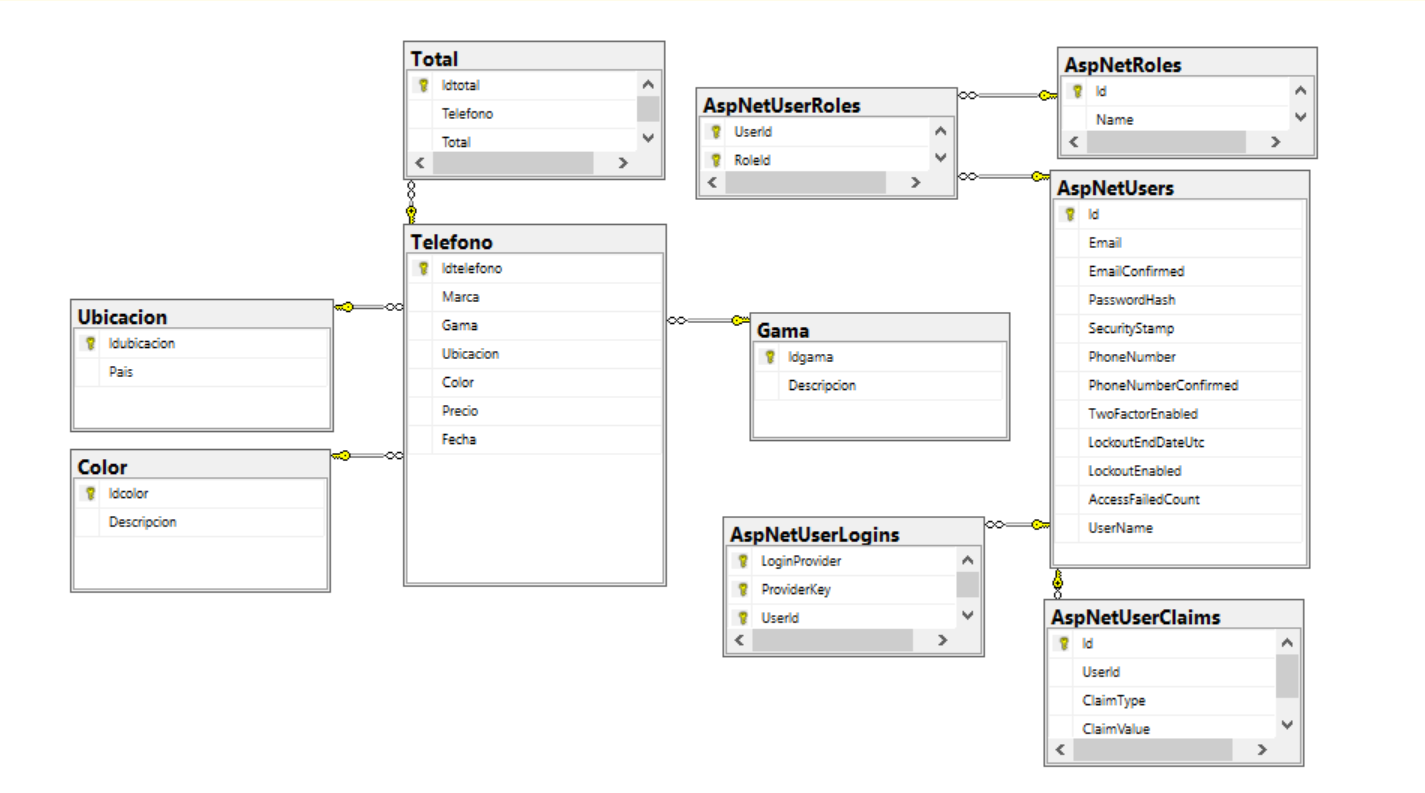 Total
Idtotal
Telefono
Total
AspNetUserRoles
UserId
RoleId
AspNetRoles
Id
Name
Telefono
Idtelefono
Marca
Gama
Ubicacion
Color
Precio
Fecha
Ubicacion
Idubicacion
Pais
Color
Idcolor
Descripcion
Gama
Idgama
Descripcion
AspNetUsers
Id
Email
EmailConfirmed
PasswordHash
SecurityStamp
PhoneNumber
PhoneNumberConfirmed
TwoFactorEnabled
LockoutEndDateUtc
LockoutEnabled
AccessFailedCount
UserName
AspNetUserLogins
LoginProvider
ProviderKey
UserId
AspNetUserClaims
Id
UserId
ClaimType
ClaimValue